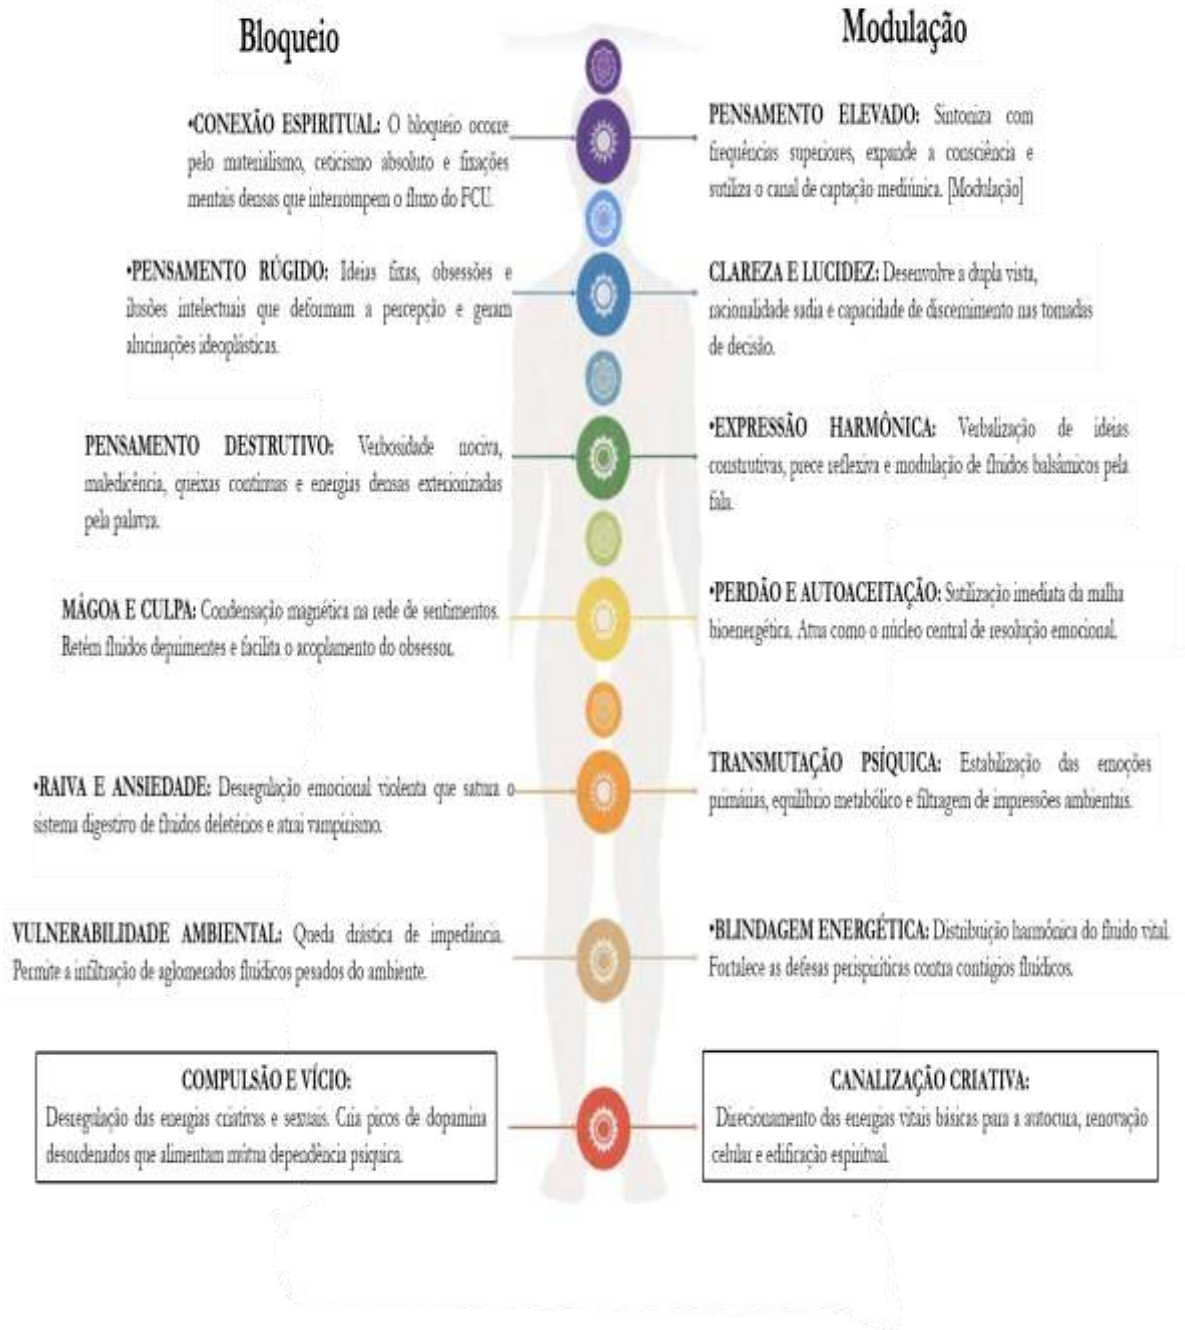 Bloqueio
Modulação
•CONEXÃO ESPIRITUAL: O bloqueio ocorre
pelo materialismo, ceticismo absoluto e fixações
mentais densas que interrompem o fluxo do FCU.
PENSAMENTO ELEVADO: Sintoniza com
frequências superiores, expande a consciência e
sutiliza o canal de captação mediúnica. [Modulação]
•PENSAMENTO RÚGIDO: Ideias fixas, obsessões e
ilusões intelectuais que deformam a percepção e geram
alucinações ideoplásticas.
CLAREZA E LUCIDEZ: Desenvolve a dupla vista,
racionalidade sadia e capacidade de discernimento nas tomadas
de decisão.
PENSAMENTO DESTRUTIVO: Verbosidade nociva,
maledicência, queixas contínuas e energias densas exteriorizadas
pela palavra.
•EXPRESSÃO HARMÔNICA: Verbalização de ideias
construtivas, prece reflexiva e modulação de fluidos balsâmicos pela
fala.
MÁGOA E CULPA: Condensação magnética na rede de sentimentos.
Retém fluidos deprimentes e facilita o acoplamento do obsessor.
•PERDÃO E AUTOACEITAÇÃO: Sutilização imediata da malha
bioenergética. Atua como o núcleo central de resolução emocional.
•RAIVA E ANSIEDADE: Desregulação emocional violenta que satura o
sistema digestivo de fluidos deletérios e atrai vampirismo.
TRANSMUTAÇÃO PSÍQUICA: Estabilização das emoções
primárias, equilíbrio metabólico e filtragem de impressões ambientais.
VULNERABILIDADE AMBIENTAL: Queda drástica de impedância.
Permite a infiltração de aglomerados fluídicos pesados do ambiente.
•BLINDAGEM ENERGÉTICA: Distribuição harmônica do fluido vital.
Fortalece as defesas perispiríticas contra contágios fluídicos.
COMPULSÃO E VÍCIO:
Desregulação das energias criativas e sexuais. Cria picos de dopamina
desordenados que alimentam mútua dependência psíquica.
CANALIZAÇÃO CRIATIVA:
Direcionamento das energias vitais básicas para a autocura, renovação
celular e edificação espiritual.